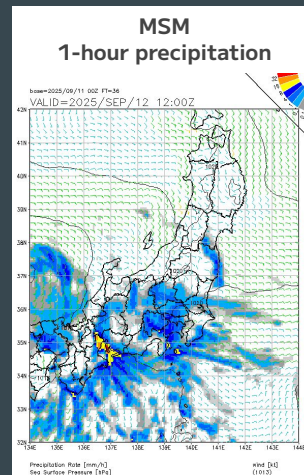 MSM
1-hour precipitation
base=2025/09/11 00Z FT=36
VALID=2025/SEP/12 12:00Z
42N
41N
40N
39N
38N
37N
36N
35N
34N
33N
32N
134E 135E 136E 137E 138E 139E 140E 141E 142E 143E 144E
Precipitation Rate [mm/h] wind [kt]
Sea Surface Pressure [hPa] (1013)